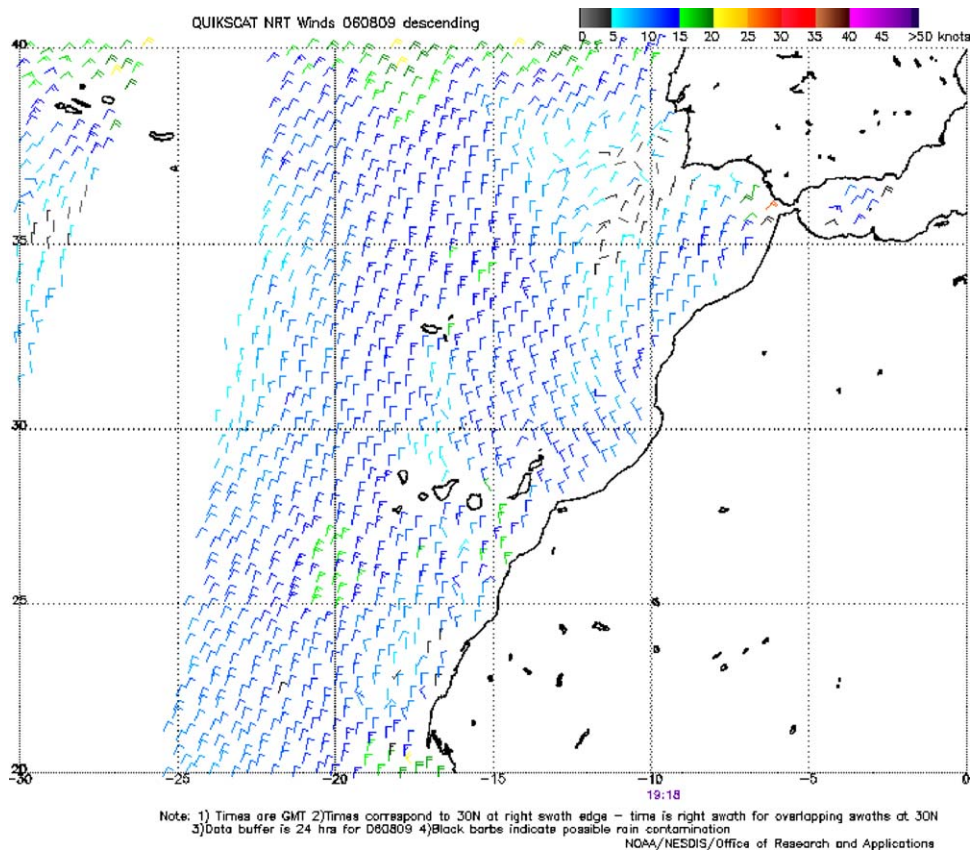 QUIKSCAT NRT Winds 060809 descending
0 5 10 15 20 25 30 35 40 45 >50 knots
40
35
30
25
20
-30 -25 -20 -15 -10 -5 0
19:18
Note: 1) Times are GMT 2)Times correspond to 30N at right swath edge - time is right swath for overlapping swaths at 30N
3)Data buffer is 24 hrs for 060809 4)Black barbs indicate possible rain contamination
NOAA/NESDIS/Office of Research and Applications